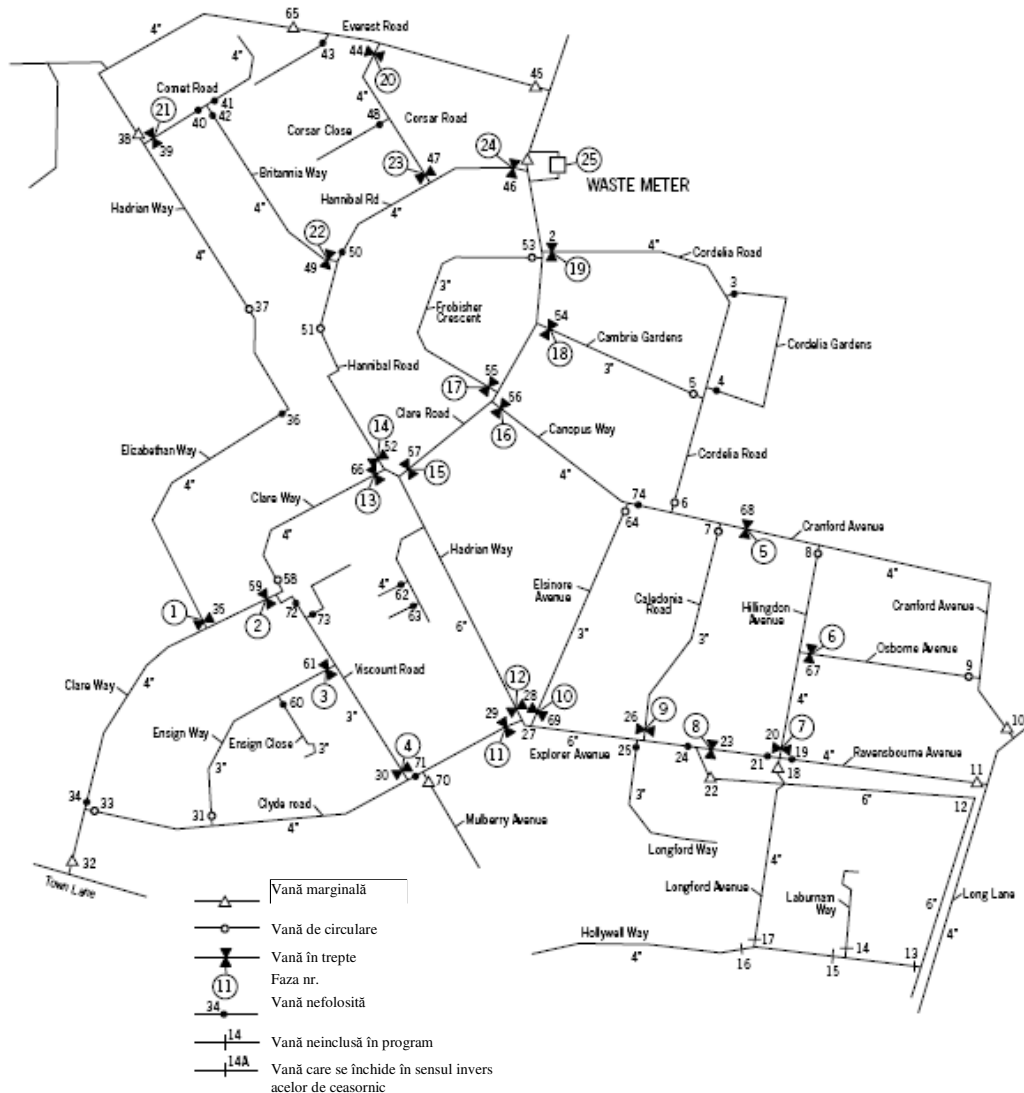 65
Everest Road
4"
43
44
45
4"
20
Comet Road
21
41
40
42
4"
48
Corsar Close
Corsar Road
38
39
24
25
23
47
46
WASTE METER
Britannia Way
Hannibal Rd
4"
Hadrian Way
4"
22
50
49
4"
53
2
4"
Cordelia Road
19
3"
3
37
Frobisher
Crescent
54
Cambria Gardens
18
3"
Cordelia Gardens
51
Hannibal Road
55
17
5
4
56
36
14
Clare Road
16
Canopus Way
Elizabethan Way
52
57
4"
Cordelia Road
66
15
13
4"
Clare Way
74
6
68
64
7
Cranford Avenue
5
8
4"
Hadrian Way
4"
58
59
4"
62
Elsinore
Avenue
Caledonia
Road
Hillingdon
Avenue
Cranford Avenue
1
35
2
72
73
63
6"
3"
3"
6
Osborne Avenue
67
9
61
Viscount Road
Clare Way
4"
3
12
28
10
4"
60
3"
29
69
26
9
8
7
10
Ensign Way
Ensign Close
3"
11
27
6"
Explorer Avenue
23
20
19
4"
Ravensbourne Avenue
3"
4
25
24
21
30
71
18
11
70
22
34
33
6"
12
Clyde road
31
4"
3"
Mulberry Avenue
Longford Way
32
Town Lane
4"
Longford Avenue
Laburnam
Way
6"
Long Lane
4"
Hollywell Way
4"
17
16
14
15
13
Vană marginală
Vană de circulare
Vană în trepte
11
Faza nr.
34
Vană nefolosită
14
Vană neinclusă în program
14A
Vană care se închide în sensul invers
acelor de ceasornic